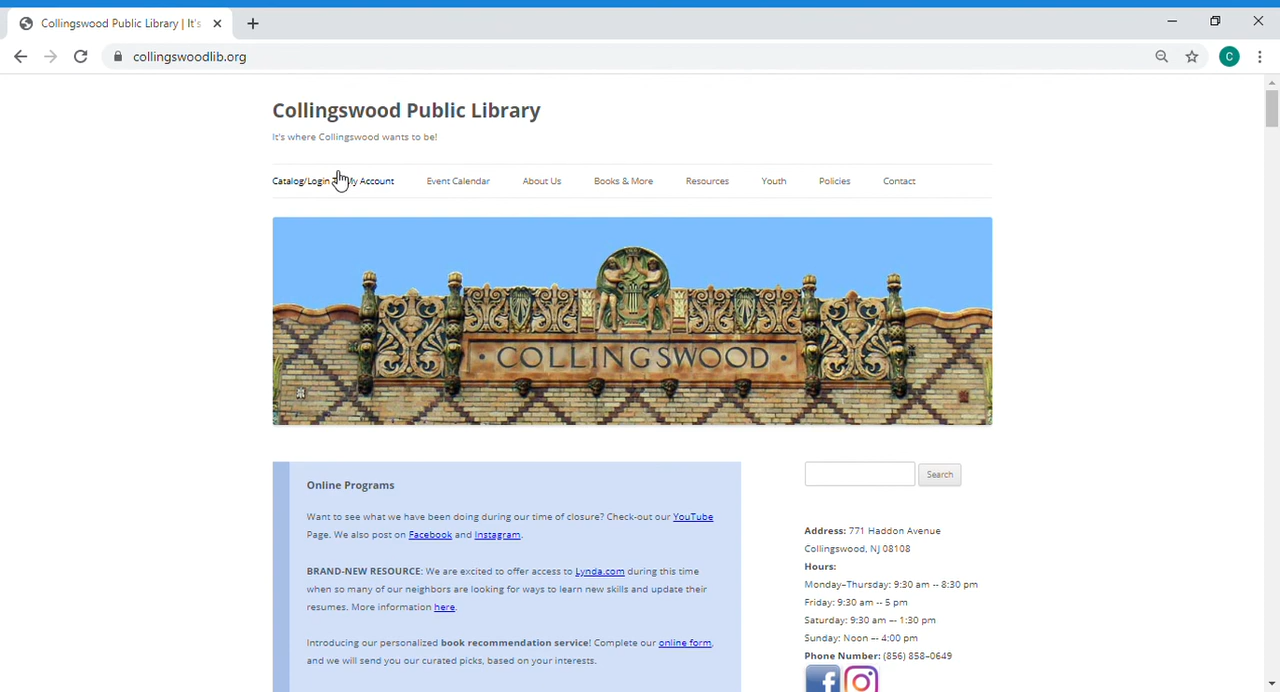 Collingswood Public Library | It's
collingswoodlib.org
C
Collingswood Public Library
It's where Collingswood wants to be!
Catalog/Login My Account Event Calendar About Us Books & More Resources Youth Policies Contact
COLLINGSWOOD
Online Programs
Want to see what we have been doing during our time of closure? Check-out our YouTube
Page. We also post on Facebook and Instagram.
BRAND-NEW RESOURCE: We are excited to offer access to Lynda.com during this time
when so many of our neighbors are looking for ways to learn new skills and update their
resumes. More information here.
Introducing our personalized book recommendation service! Complete our online form,
and we will send you our curated picks, based on your interests.
Search
Address: 771 Haddon Avenue
Collingswood, NJ 08108
Hours:
Monday–Thursday: 9:30 am -- 8:30 pm
Friday: 9:30 am -- 5 pm
Saturday: 9:30 am –- 1:30 pm
Sunday: Noon –- 4:00 pm
Phone Number: (856) 858–0649